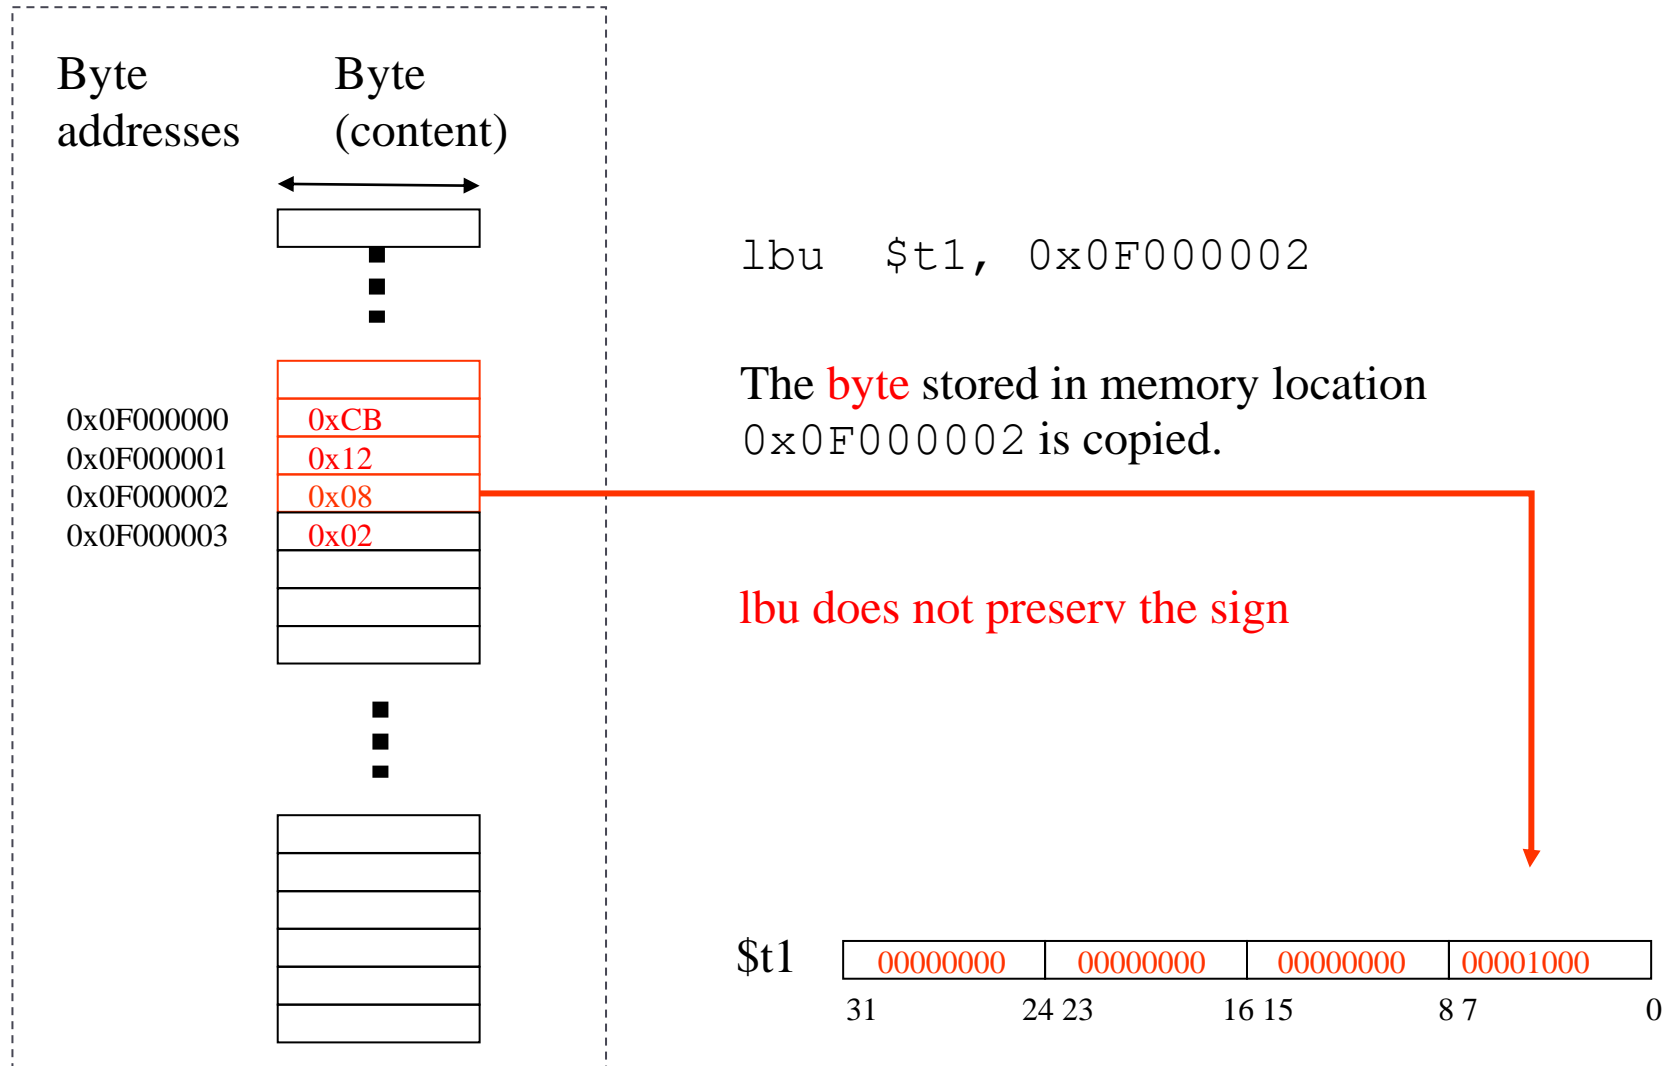 Byte addresses
Byte (content)
lbu $t1, 0x0F000002
The byte stored in memory location
0x0F000002 is copied.
0x0F000000 0xCB
0x0F000001 0x12
0x0F000002 0x08
0x0F000003 0x02
lbu does not preserv the sign
$t1 00000000 00000000 00000000 00001000
31 24 23 16 15 8 7 0